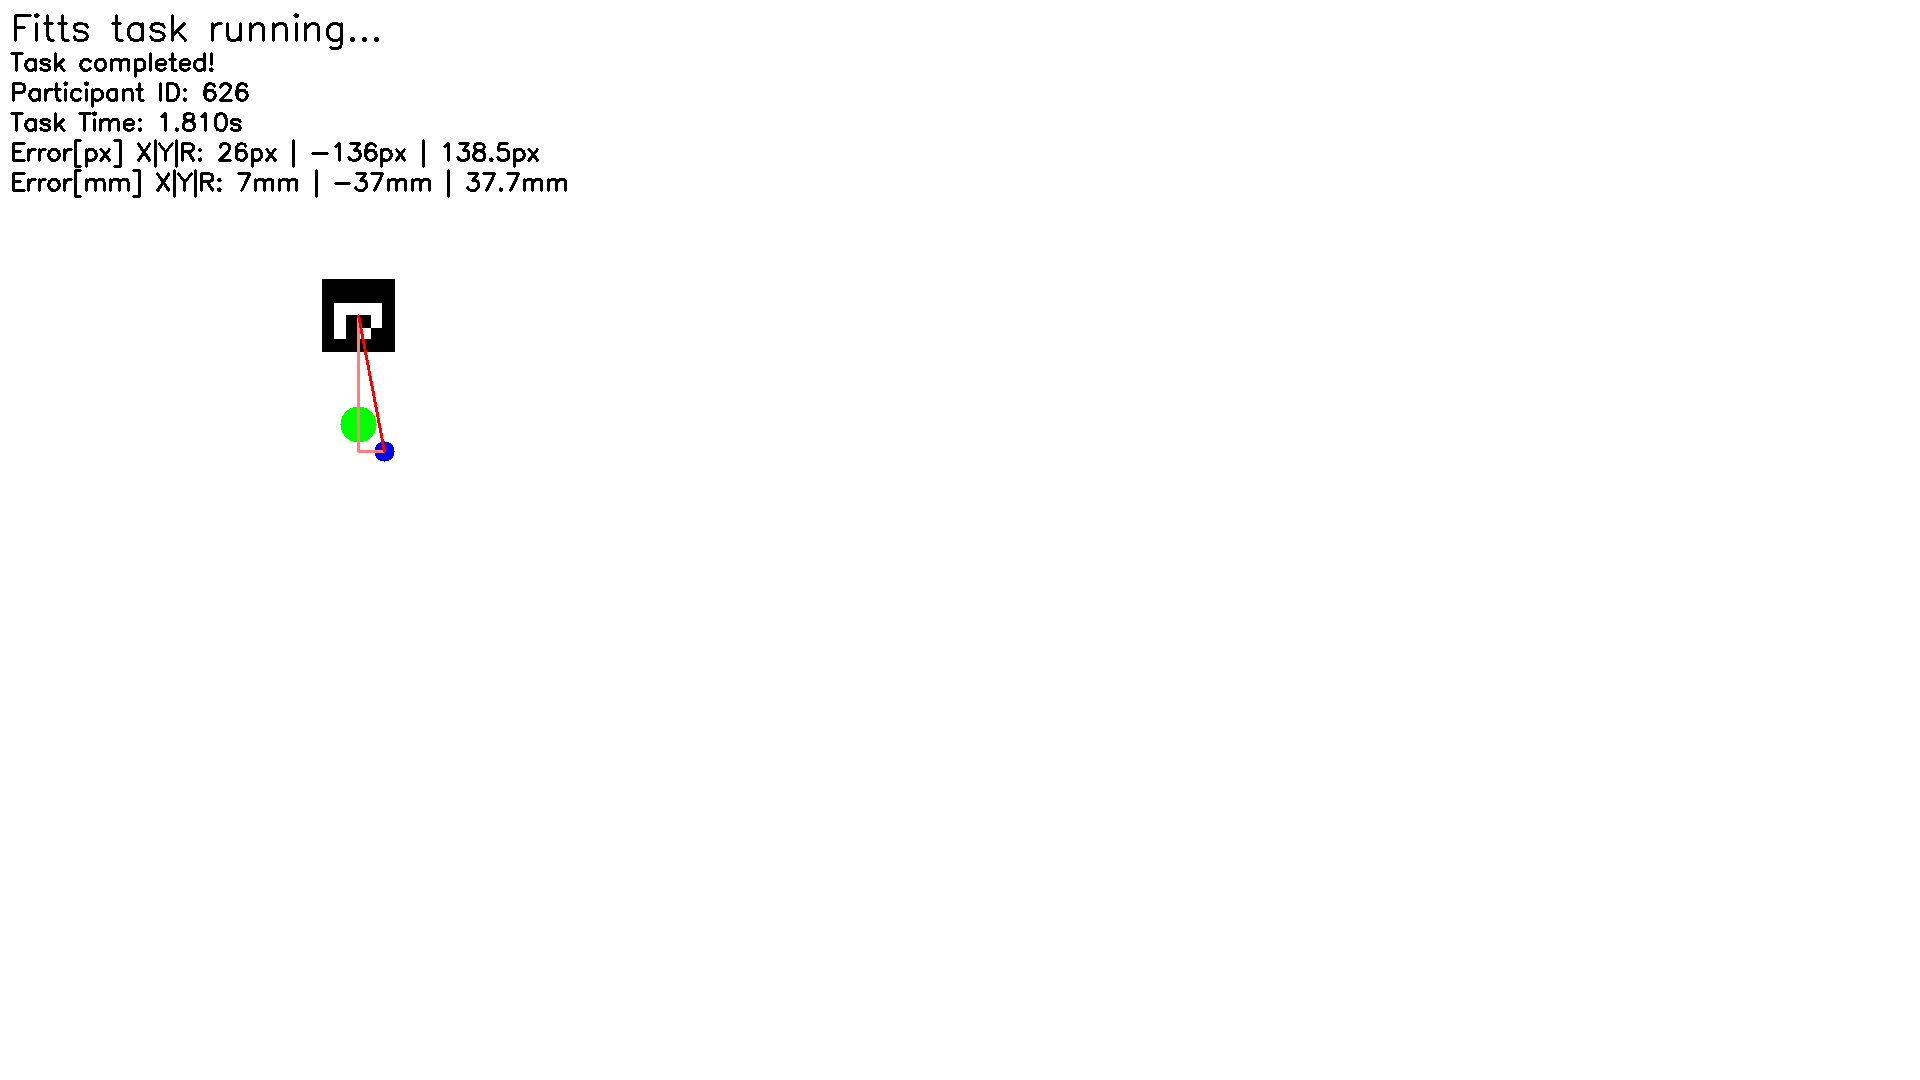 Fitts task running...
Task completed!
Participant ID: 626
Task Time: 1.810s
Error[px] X|Y|R: 26px | -136px | 138.5px
Error[mm] X|Y|R: 7mm | -37mm | 37.7mm